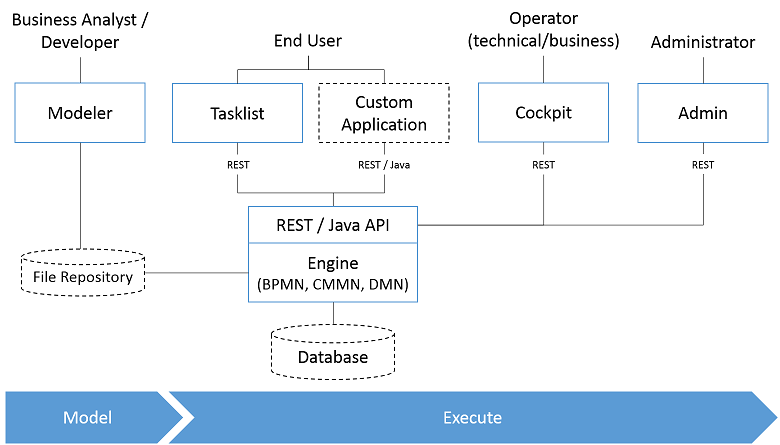 Business Analyst /
Developer
End User
Operator
(technical/business)
Administrator
Modeler
Tasklist
Custom
Application
Cockpit
Admin
REST
REST / Java
REST
REST
REST / Java API
Engine
(BPMN, CMMN, DMN)
File Repository
Database
Model
Execute